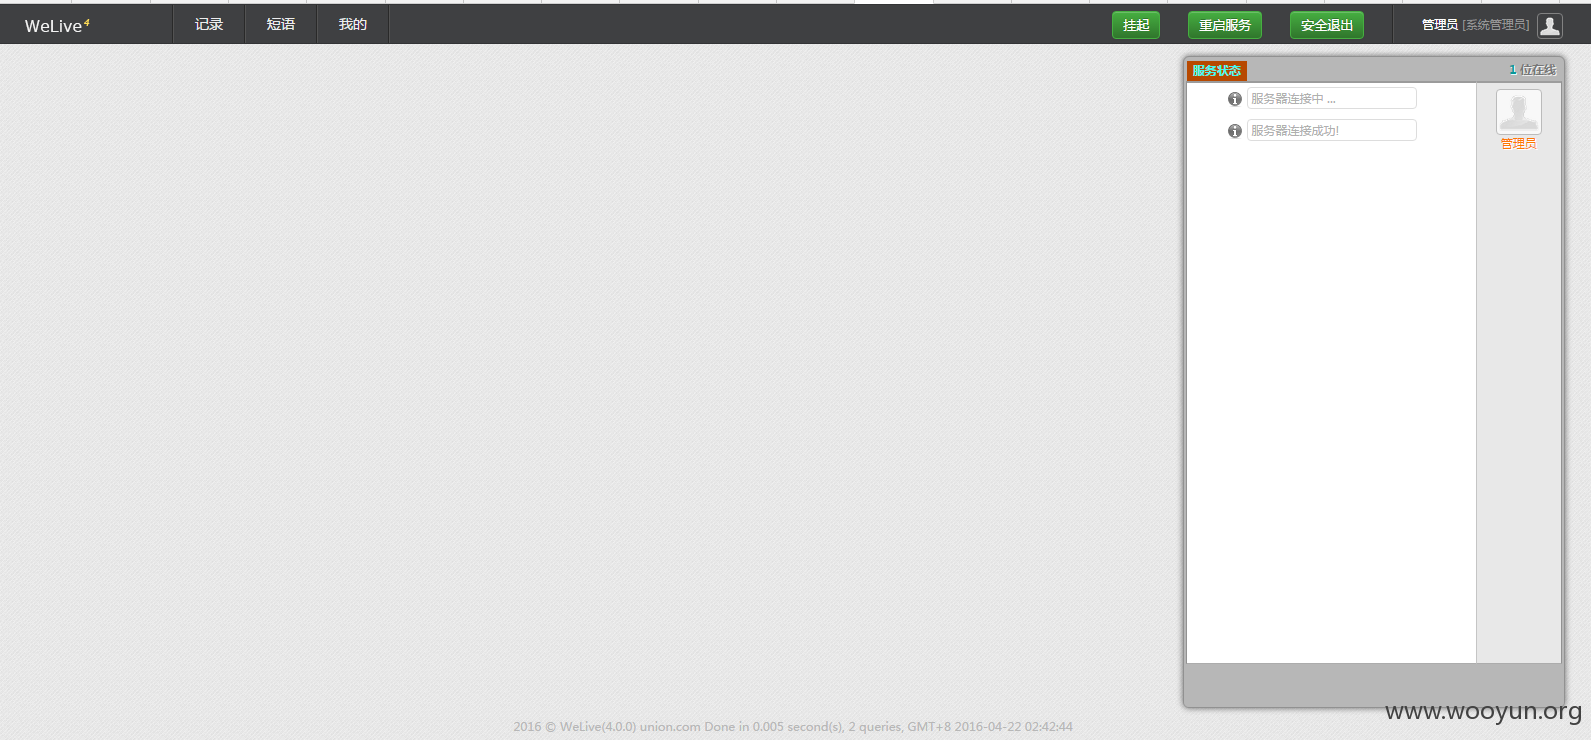 WeLive4 记录 短语 我的 挂起 重启服务 安全退出 管理员 [系统管理员]
服务状态 1 位在线
服务器连接中 ...
服务器连接成功!
管理员
www.wooyun.org
2016 © WeLive(4.0.0) union.com Done in 0.005 second(s), 2 queries, GMT+8 2016-04-22 02:42:44